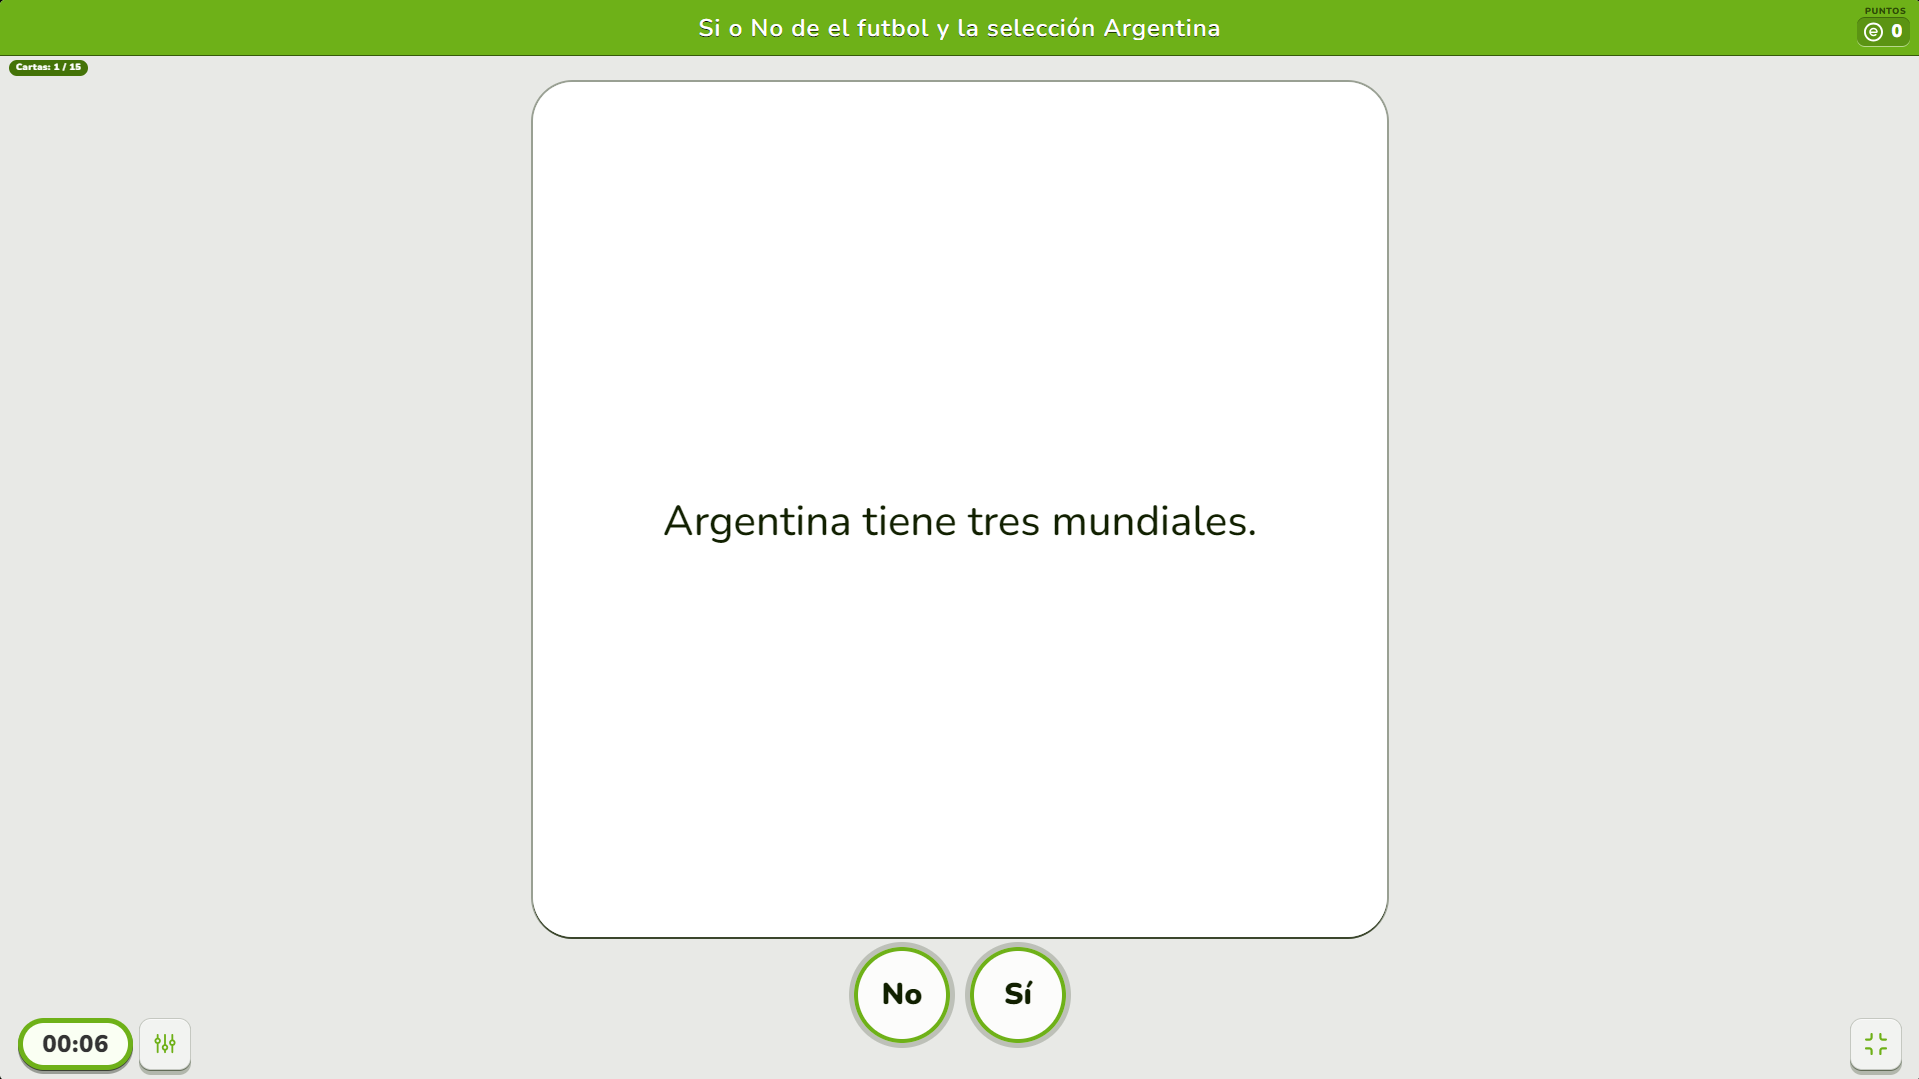 Si o No de el futbol y la selección Argentina
PUNTOS
0
Cartas: 1 / 15
Argentina tiene tres mundiales.
No
Sí
00:06